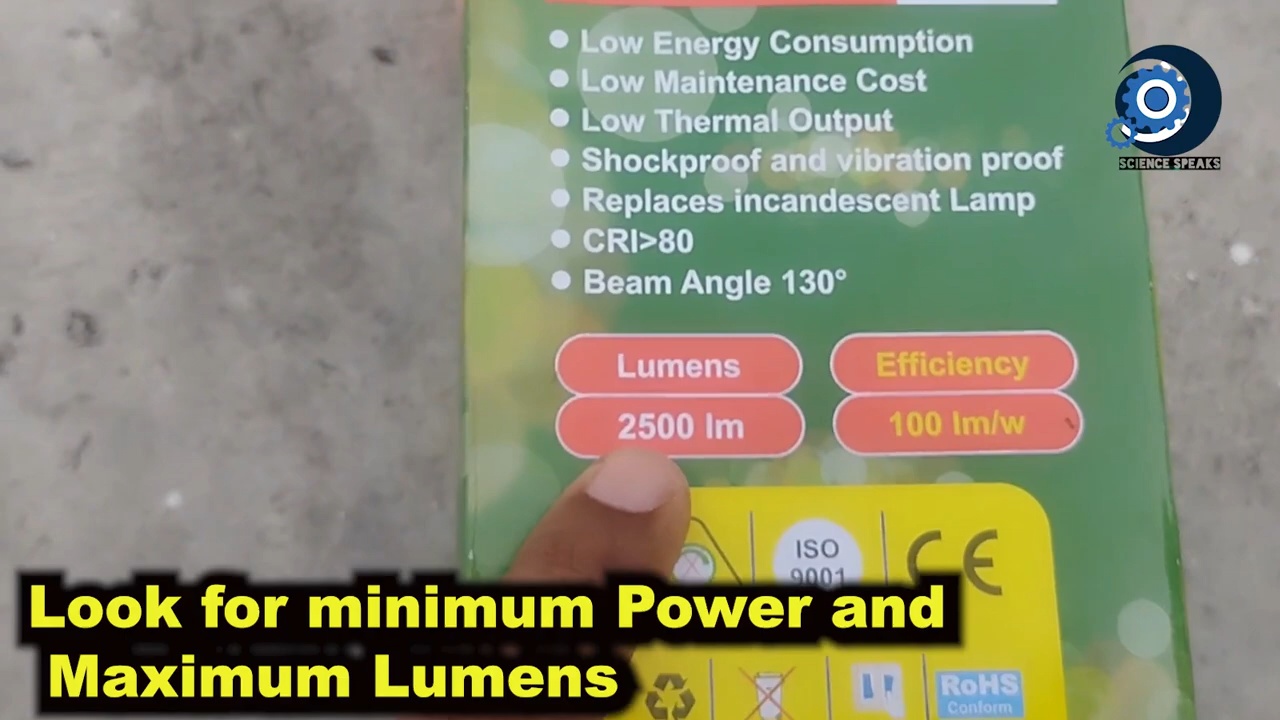 Low Energy Consumption
Low Maintenance Cost
Low Thermal Output
Shockproof and vibration proof
Replaces incandescent Lamp
CRI>80
Beam Angle 130°
SCIENCE SPEAKS
Lumens
2500 lm
Efficiency
100 lm/w
ISO
9001
CE
Look for minimum Power and
Maximum Lumens
RoHS
Conform